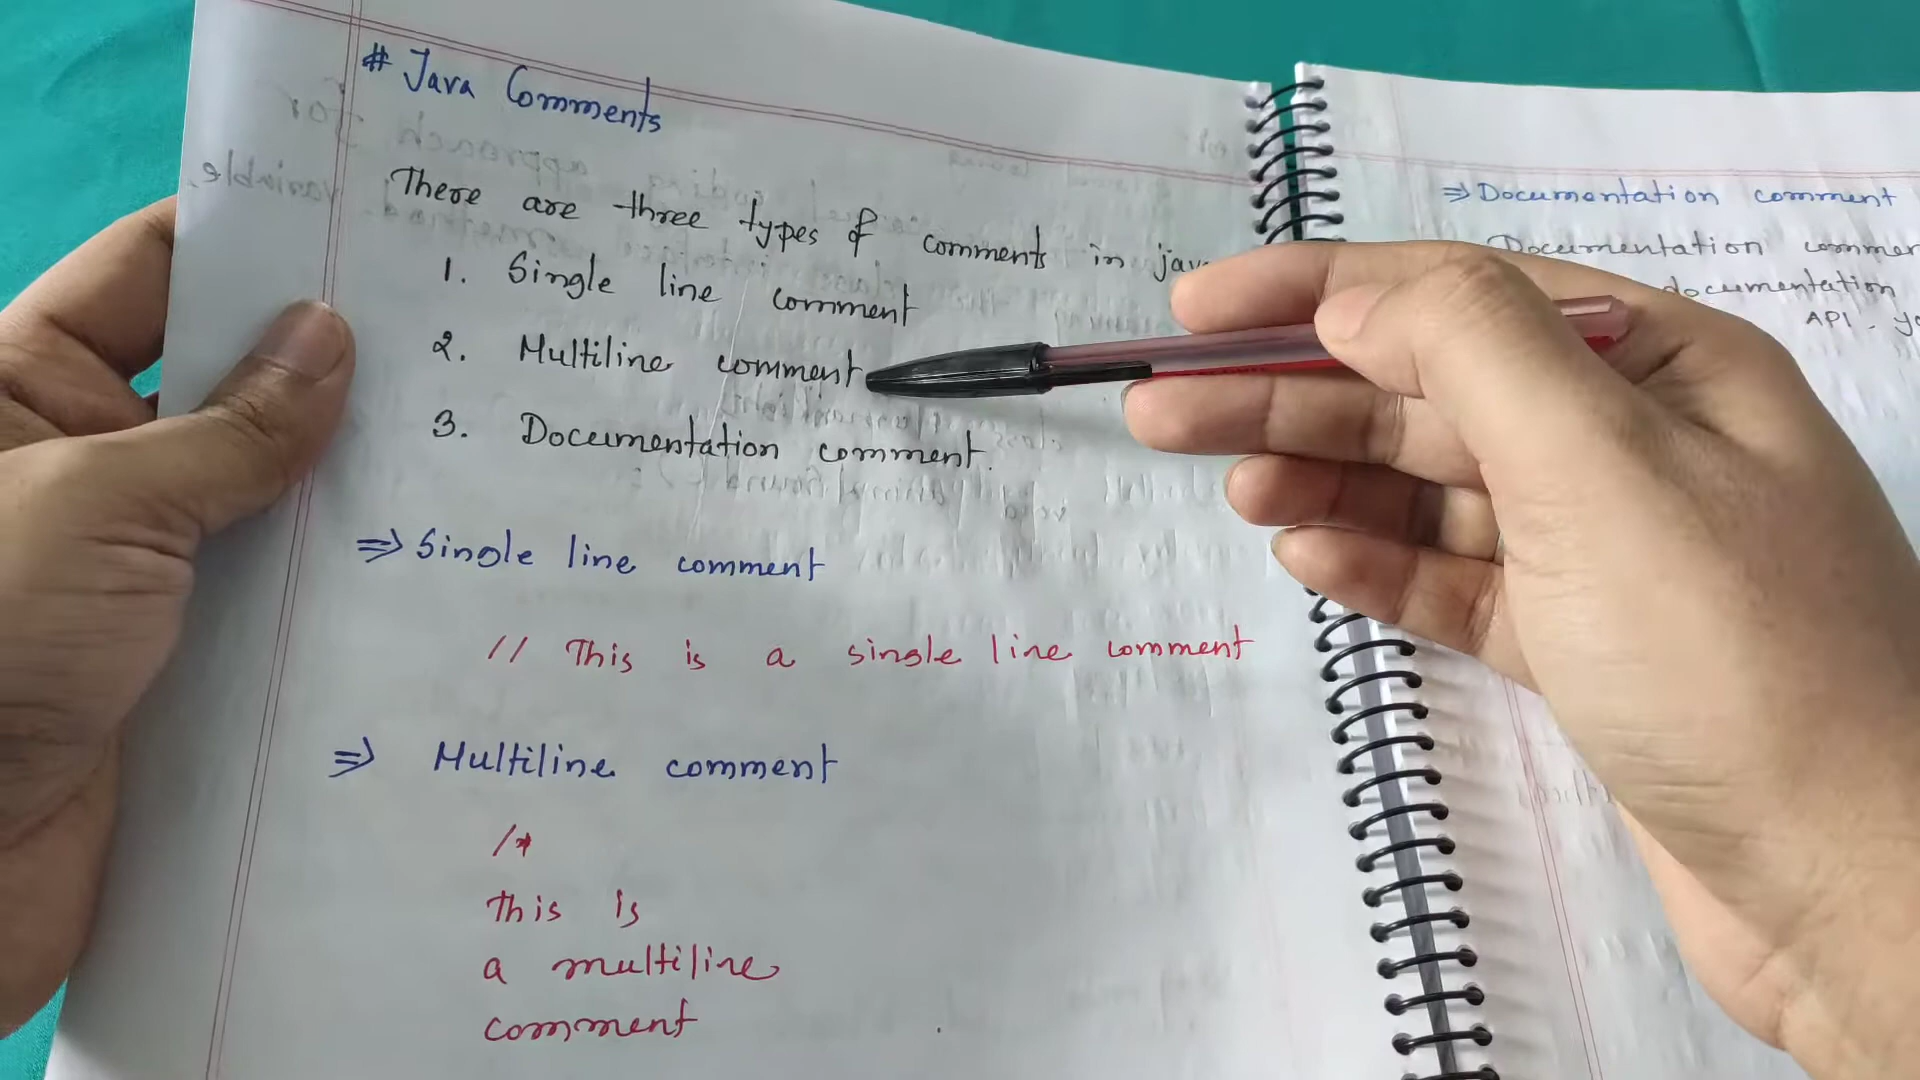 # Java Comments
There are three types of comments in java
1. Single line comment
2. Multiline comment
3. Documentation comment.
⇒ Single line comment
// This is a single line comment
⇒ Multiline comment
/*
this is
a multiline
comment
⇒ Documentation comment
Documentation
documentation
API.